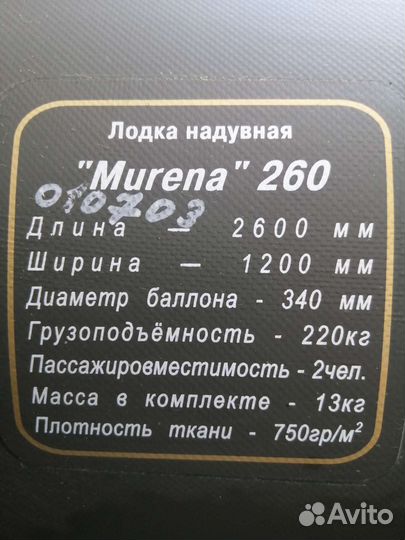 Лодка надувная
"Murena" 260
010703
Длина — 2600 мм
Ширина — 1200 мм
Диаметр баллона - 340 мм
Грузоподъёмность - 220кг
Пассажировместимость - 2чел.
Масса в комплекте - 13кг
Плотность ткани - 750гр/м²
Avito